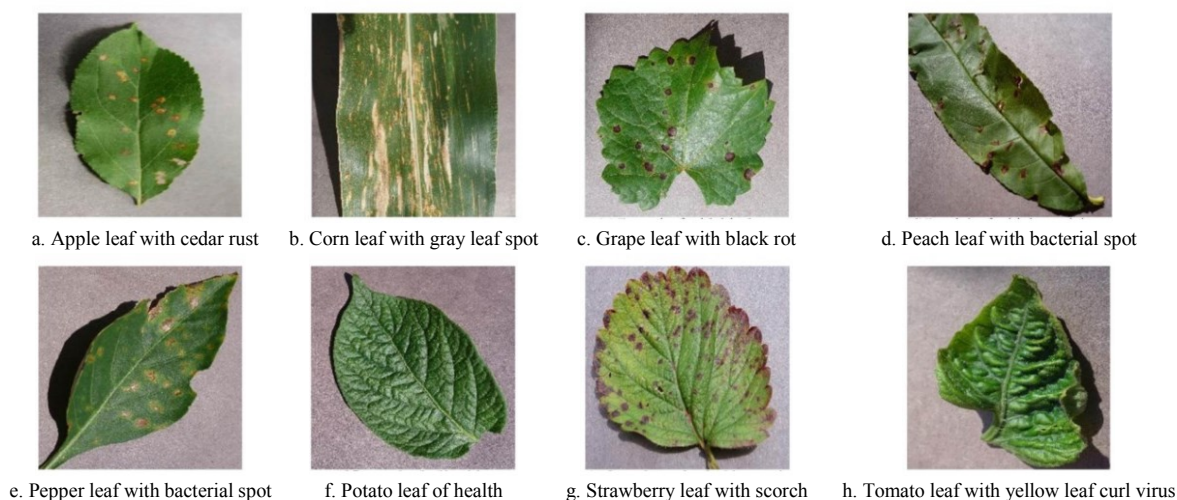 a. Apple leaf with cedar rust
b. Corn leaf with gray leaf spot
c. Grape leaf with black rot
d. Peach leaf with bacterial spot
e. Pepper leaf with bacterial spot
f. Potato leaf of health
g. Strawberry leaf with scorch
h. Tomato leaf with yellow leaf curl virus